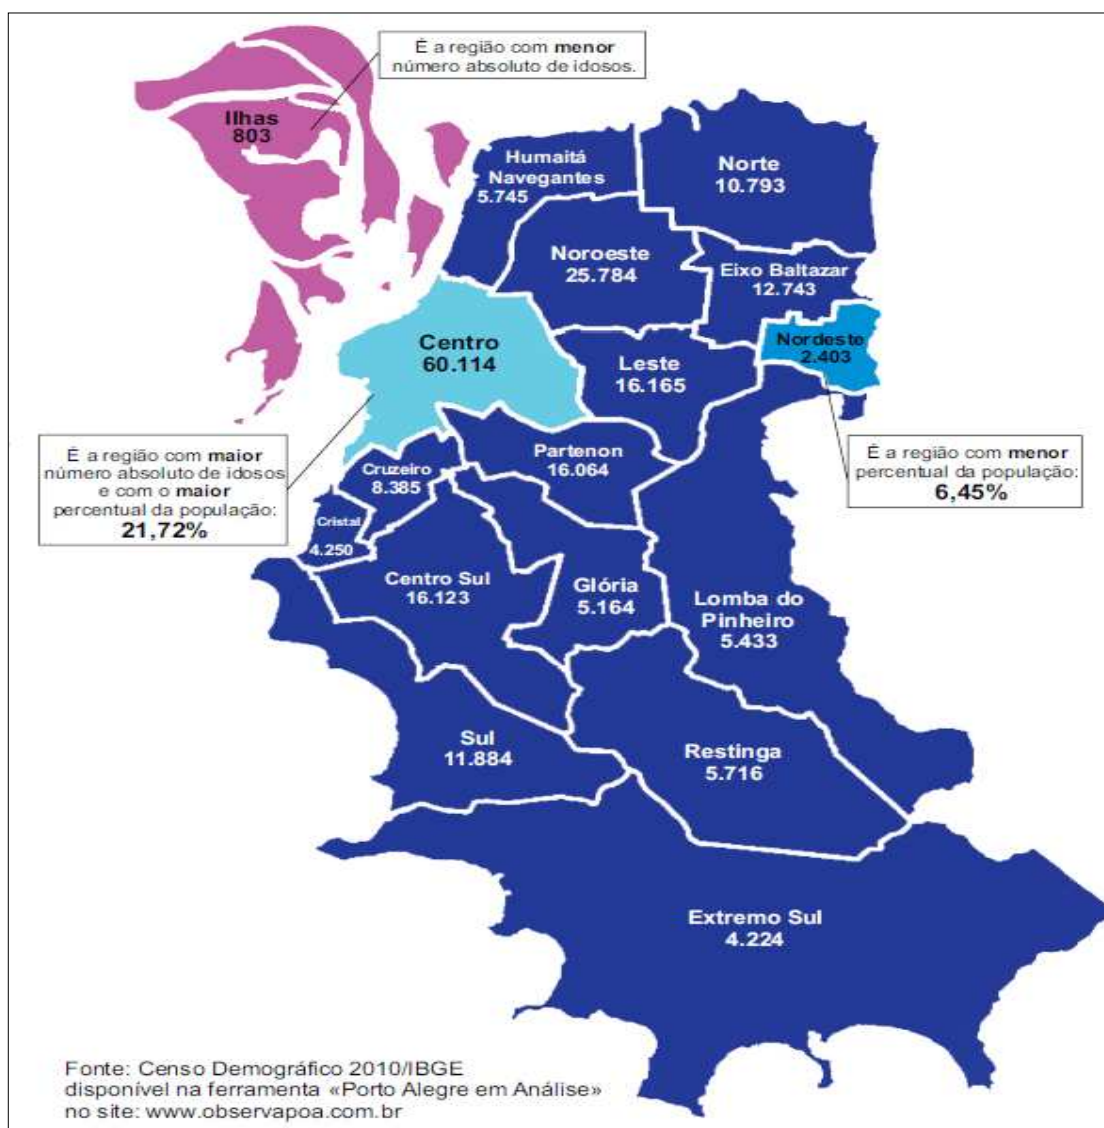 É a região com menor
número absoluto de idosos.
Ilhas
803
Humaitá
Navegantes
5.745
Norte
10.793
Noroeste
25.784
Eixo Baltazar
12.743
Centro
60.114
Leste
16.165
Nordeste
2.403
É a região com maior
número absoluto de idosos
e com o maior
percentual da população:
21,72%
Partenon
16.064
É a região com menor
percentual da população:
6,45%
Cruzeiro
8.385
Cristal
4.250
Centro Sul
16.123
Glória
5.164
Lomba do
Pinheiro
5.433
Sul
11.884
Restinga
5.716
Extremo Sul
4.224
Fonte: Censo Demográfico 2010/IBGE
disponível na ferramenta «Porto Alegre em Análise»
no site: www.observapoa.com.br